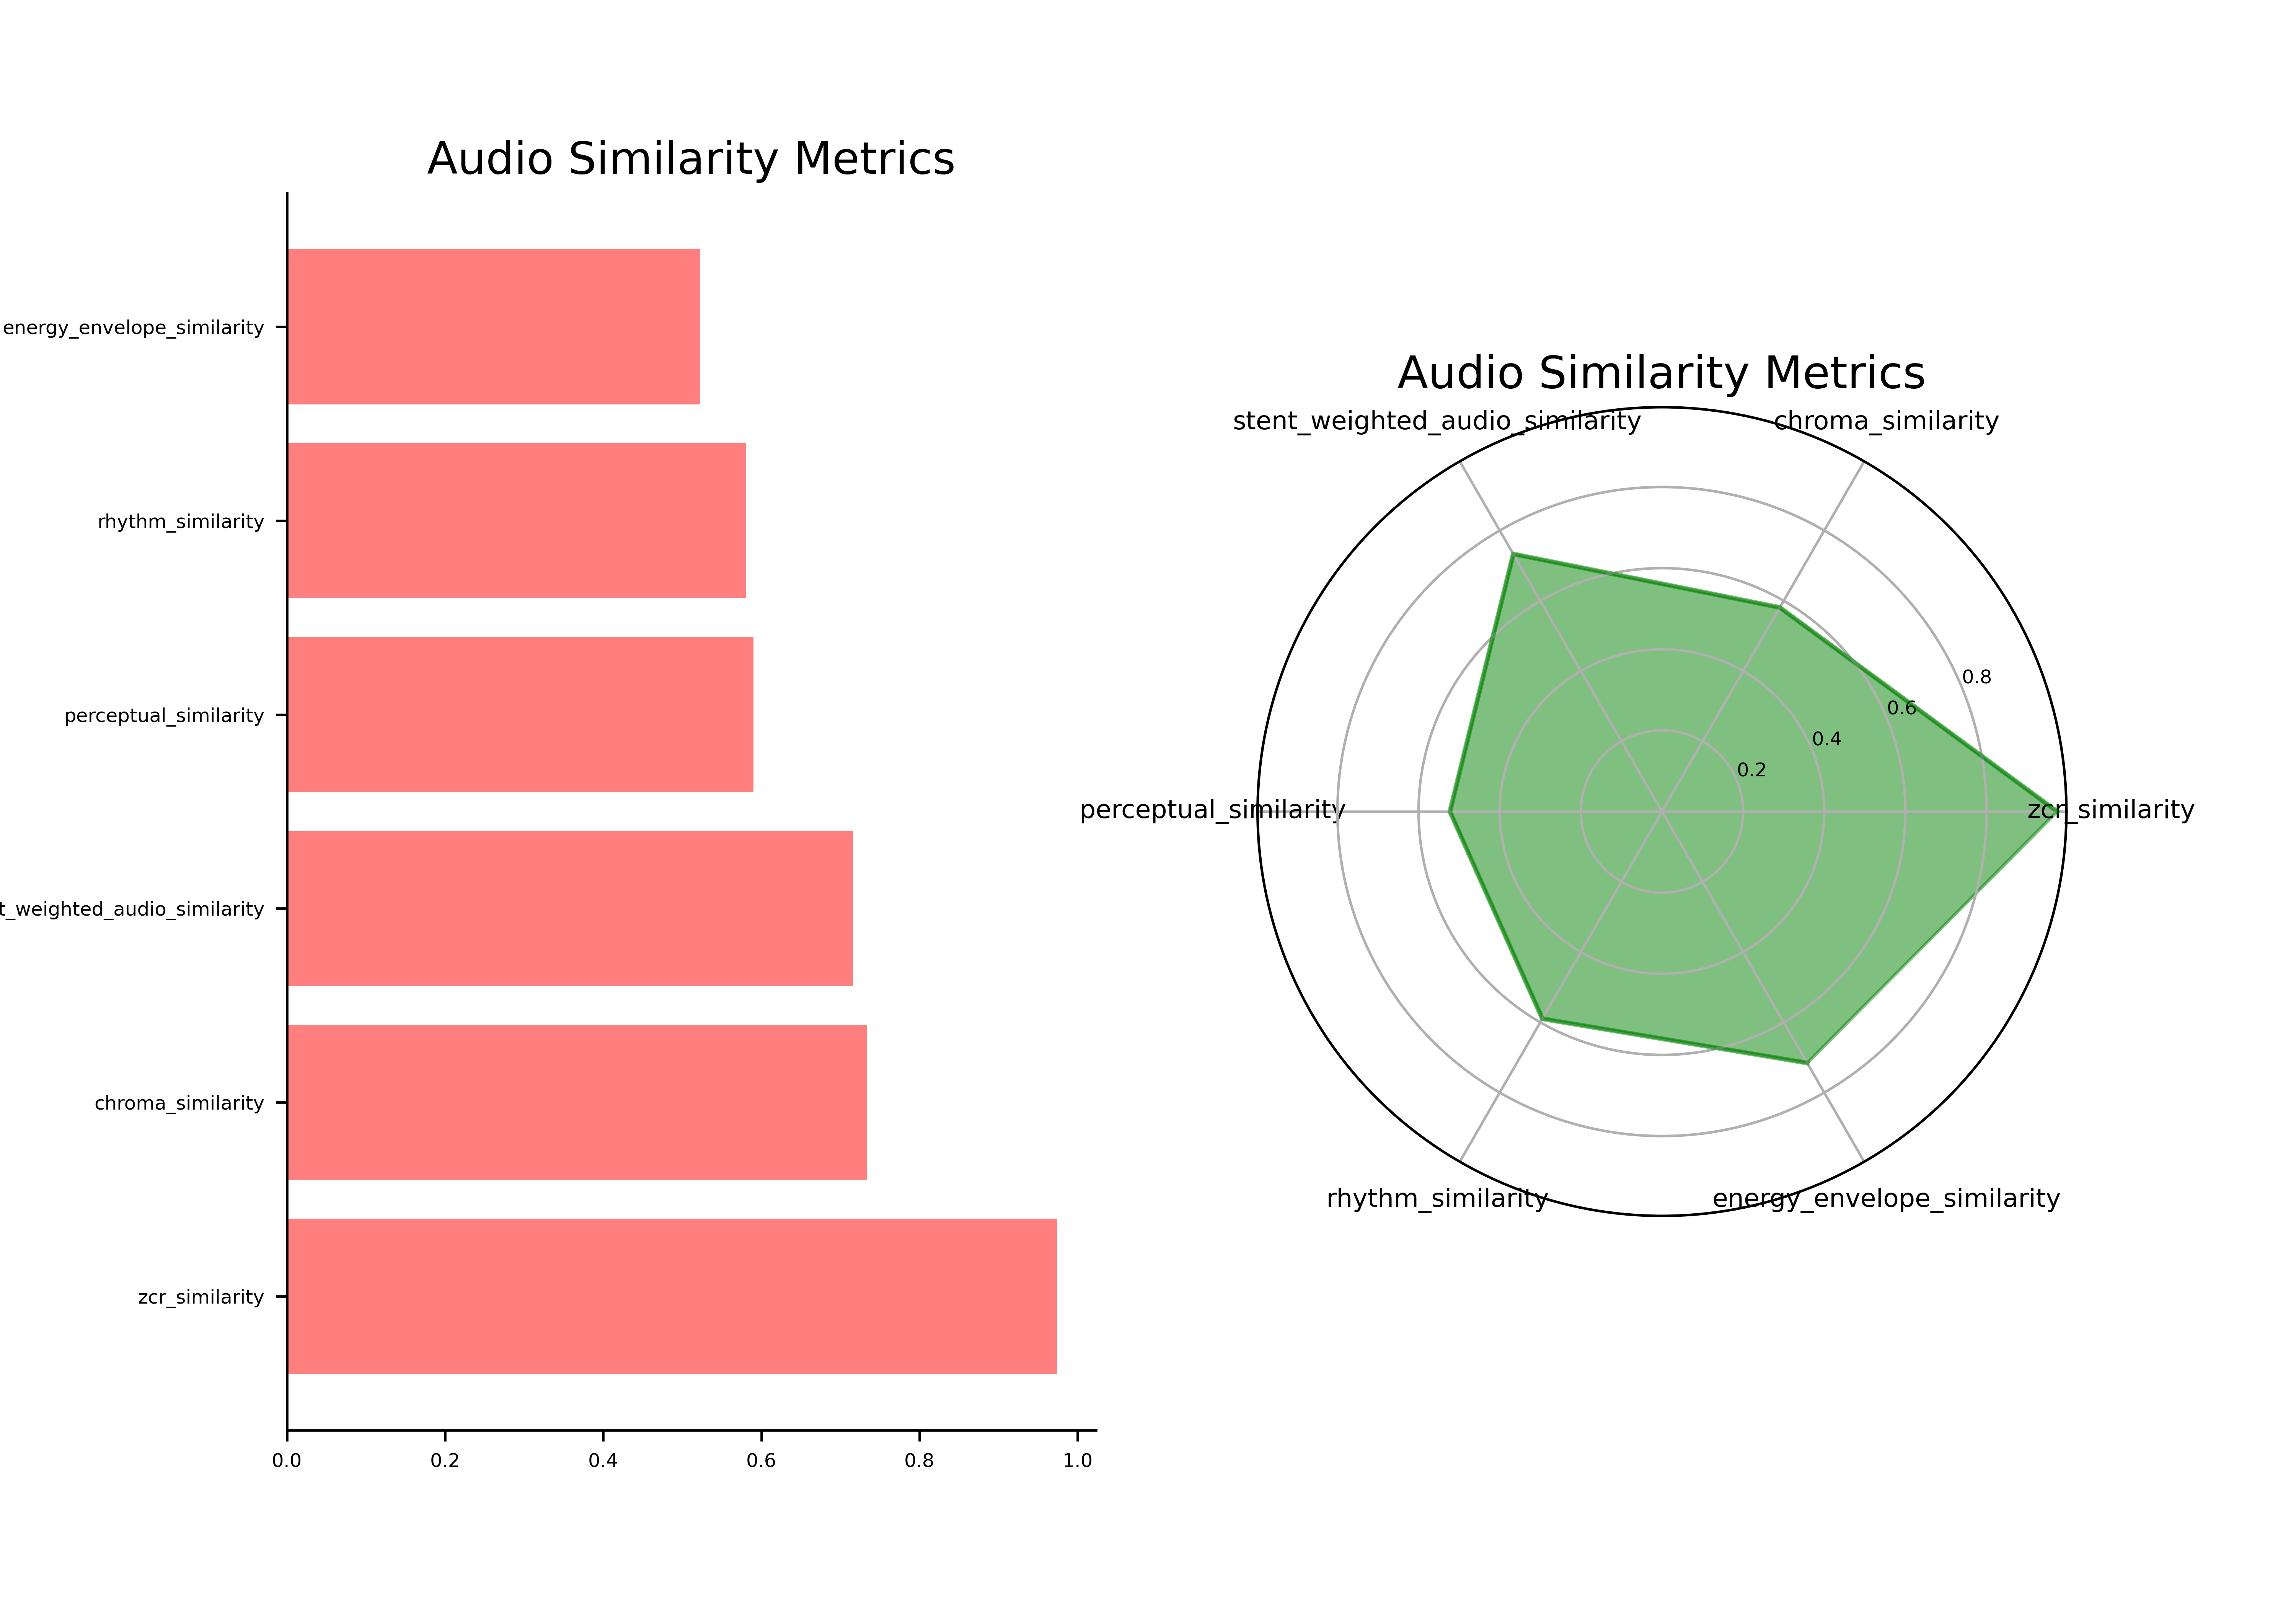 Audio Similarity Metrics
energy_envelope_similarity
rhythm_similarity
perceptual_similarity
t_weighted_audio_similarity
chroma_similarity
zcr_similarity
0.0 0.2 0.4 0.6 0.8 1.0
Audio Similarity Metrics
stent_weighted_audio_similarity chroma_similarity
0.8
0.6
0.4
0.2
perceptual_similarity zcr_similarity
rhythm_similarity energy_envelope_similarity